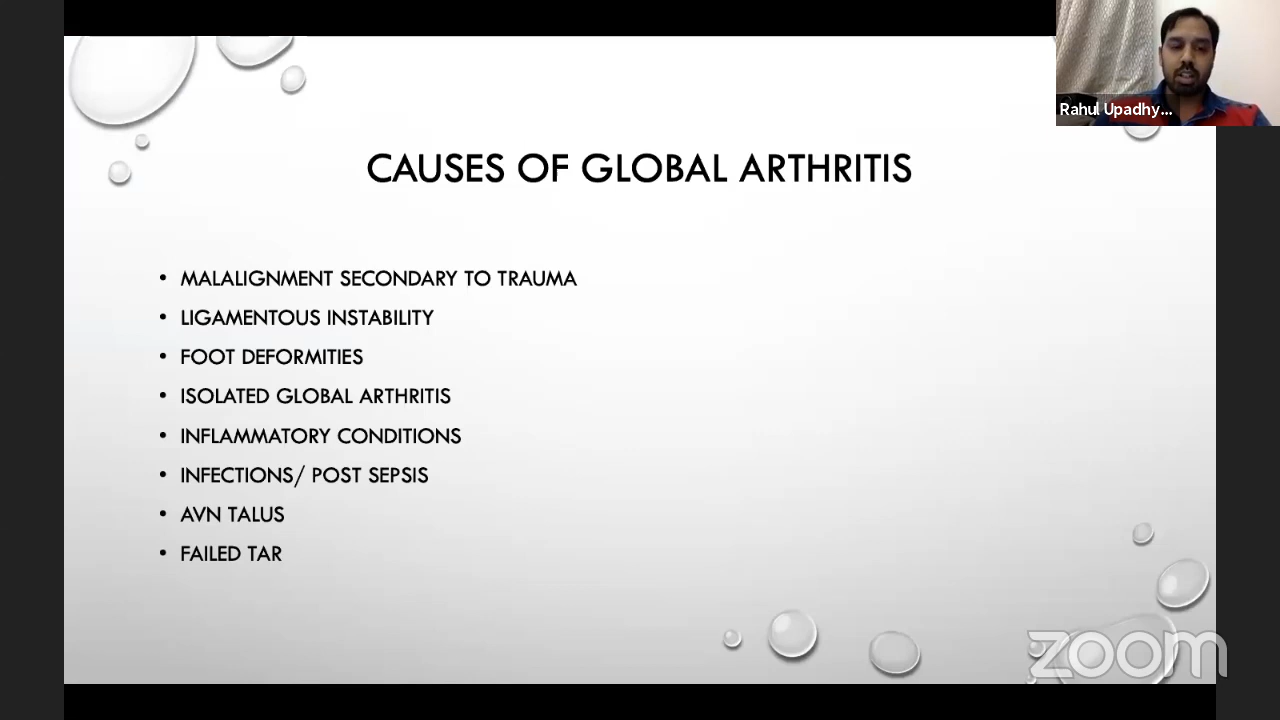 Rahul Upadhy...
CAUSES OF GLOBAL ARTHRITIS
• MALALIGNMENT SECONDARY TO TRAUMA
• LIGAMENTOUS INSTABILITY
• FOOT DEFORMITIES
• ISOLATED GLOBAL ARTHRITIS
• INFLAMMATORY CONDITIONS
• INFECTIONS/ POST SEPSIS
• AVN TALUS
• FAILED TAR
zoom